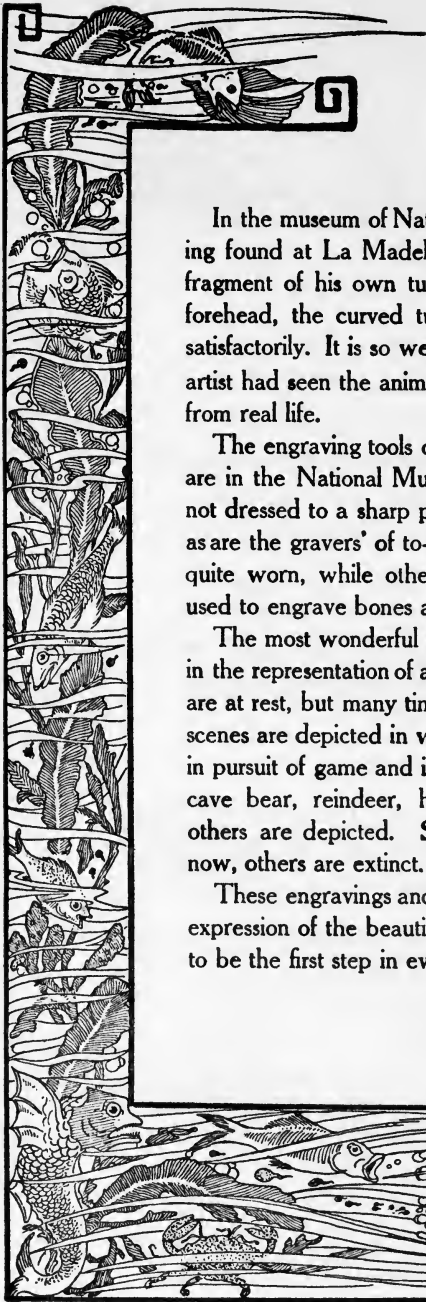 In the museum of Nat
ing found at La Madel
fragment of his own tu
forehead, the curved tu
satisfactorily. It is so we
artist had seen the anim
from real life.
The engraving tools o
are in the National Mu
not dressed to a sharp p
as are the gravers' of to-
quite worn, while othe
used to engrave bones a
The most wonderful
in the representation of a
are at rest, but many tim
scenes are depicted in w
in pursuit of game and i
cave bear, reindeer, h
others are depicted. S
now, others are extinct.
These engravings and
expression of the beauti
to be the first step in ev